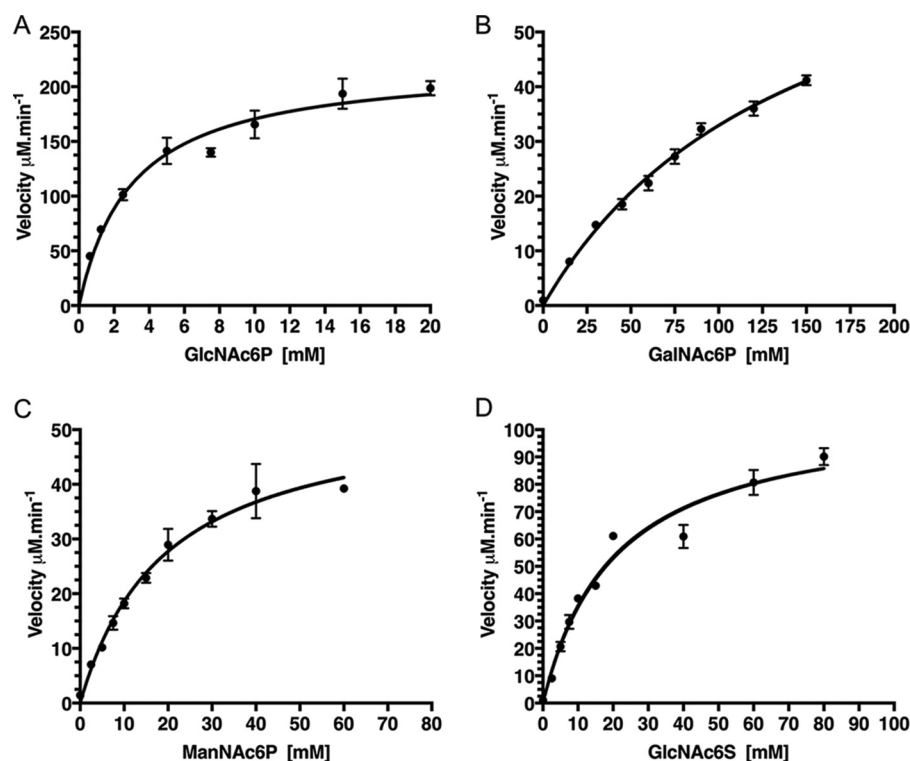 A
250
200
150
100
50
0
Velocity µM.min-1
0 2 4 6 8 10 12 14 16 18 20
GlcNAc6P [mM]
B
50
40
30
20
10
0
Velocity µM.min-1
0 25 50 75 100 125 150 175 200
GalNAc6P [mM]
C
50
40
30
20
10
0
Velocity µM.min-1
0 10 20 30 40 50 60 70 80
ManNAc6P [mM]
D
100
90
80
70
60
50
40
30
20
10
0
Velocity µM.min-1
0 10 20 30 40 50 60 70 80 90 100
GlcNAc6S [mM]